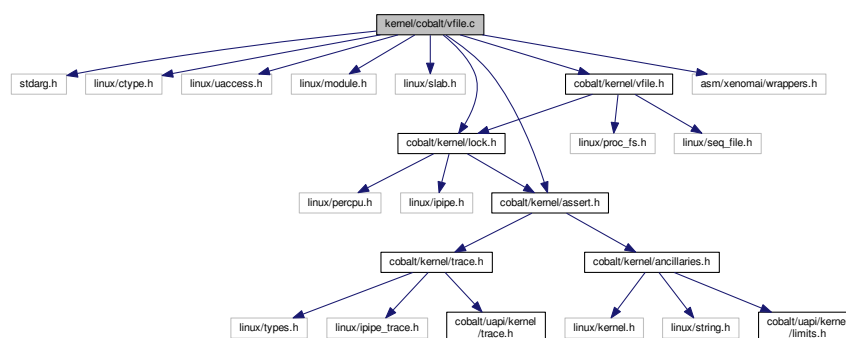 kernel/cobalt/vfile.c
stdarg.h
linux/ctype.h
linux/uaccess.h
linux/module.h
linux/slab.h
cobalt/kernel/vfile.h
asm/xenomai/wrappers.h
cobalt/kernel/lock.h
linux/proc_fs.h
linux/seq_file.h
linux/percpu.h
linux/ipipe.h
cobalt/kernel/assert.h
cobalt/kernel/trace.h
cobalt/kernel/ancillaries.h
linux/types.h
linux/ipipe_trace.h
cobalt/uapi/kernel
/trace.h
linux/kernel.h
linux/string.h
cobalt/uapi/kernel
/limits.h